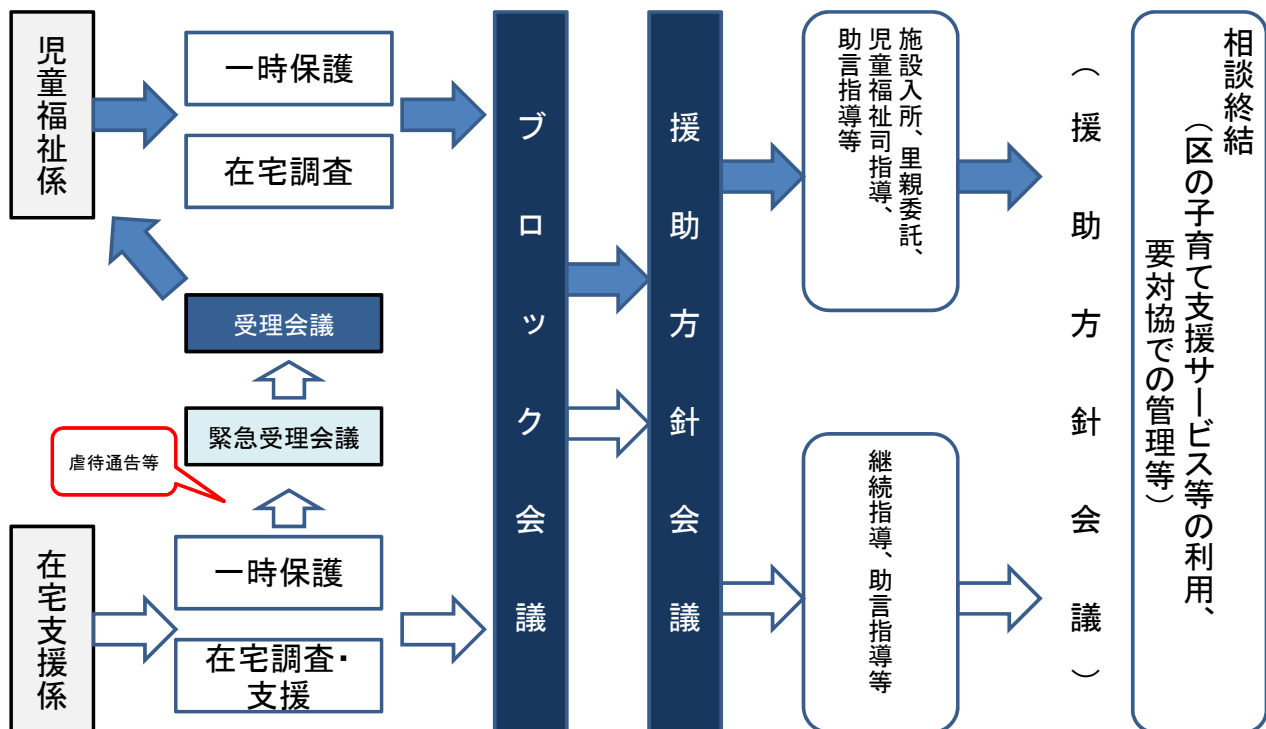 児童福祉係
一時保護
在宅調査
受理会議
緊急受理会議
虐待通告等
在宅支援係
一時保護
在宅調査・
支援
ブロック会議
援助方針会議
施設入所、里親委託、
児童福祉司指導、
助言指導等
継続指導、助言指導等
（援助方針会議）
相談終結
（区の子育て支援サービス等の利用、
要対協での管理等）